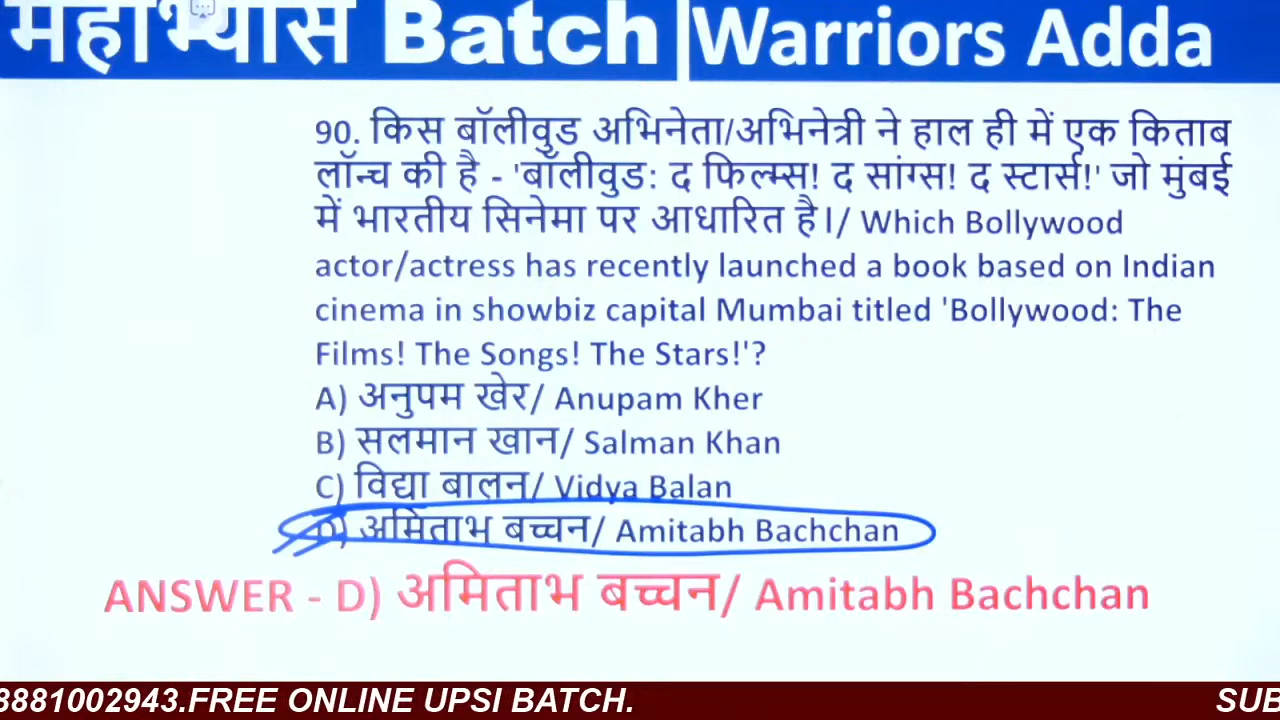 महाभ्यास Batch Warriors Adda
90. किस बॉलीवुड अभिनेता/अभिनेत्री ने हाल ही में एक किताब
लॉन्च की है - 'बॉलीवुड: द फिल्म्स! द सांग्स! द स्टार्स!' जो मुंबई
में भारतीय सिनेमा पर आधारित है।/ Which Bollywood
actor/actress has recently launched a book based on Indian
cinema in showbiz capital Mumbai titled 'Bollywood: The
Films! The Songs! The Stars!'?
A) अनुपम खेर/ Anupam Kher
B) सलमान खान/ Salman Khan
C) विद्या बालन/ Vidya Balan
D) अमिताभ बच्चन/ Amitabh Bachchan
ANSWER - D) अमिताभ बच्चन/ Amitabh Bachchan
8881002943.FREE ONLINE UPSI BATCH. SUB